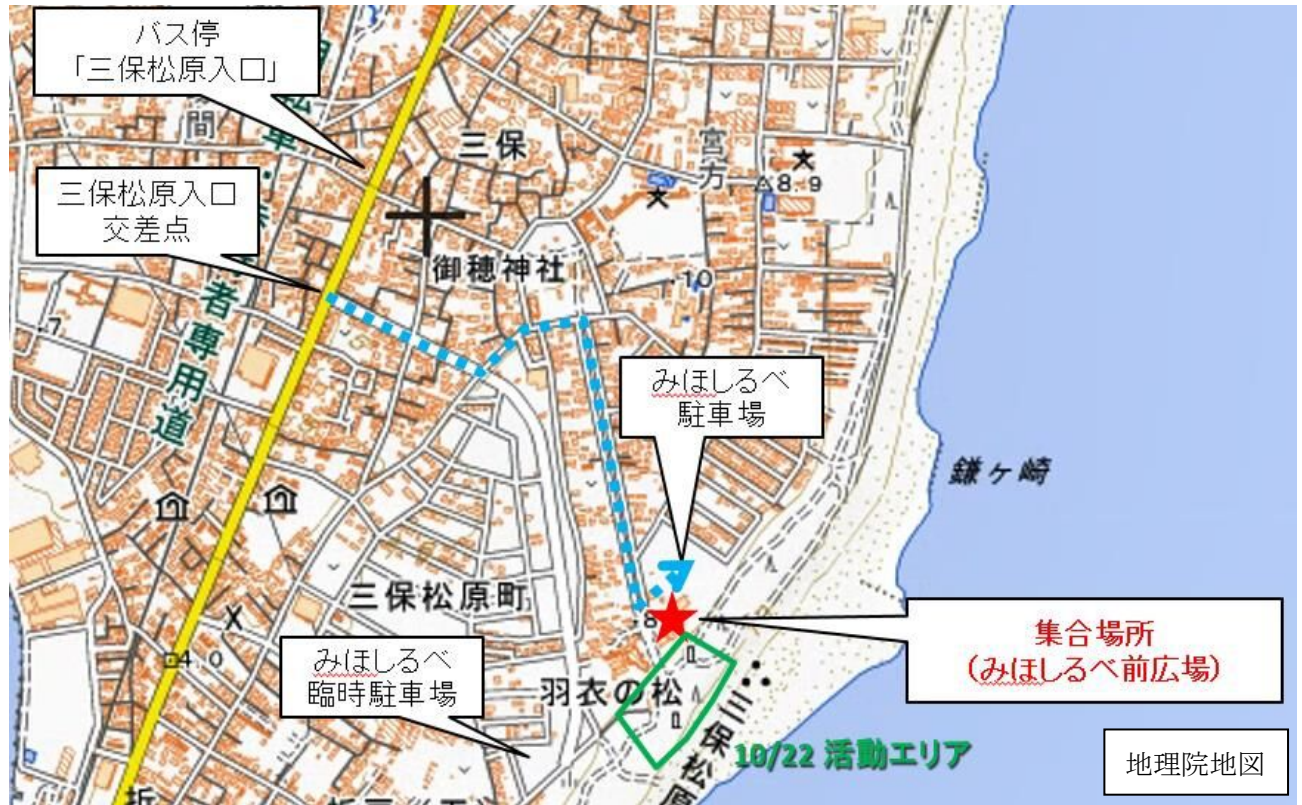 バス停
「三保松原入口」
三保松原入口
交差点
間
者専用道
三保
宮方
8.9
御穂神社
10
7
みほしるべ
駐車場
鎌ヶ崎
三保松原町
8
4.0
みほしるべ
臨時駐車場
羽衣の松
三保松原
集合場所
(みほしるべ前広場)
10/22 活動エリア
地理院地図
折